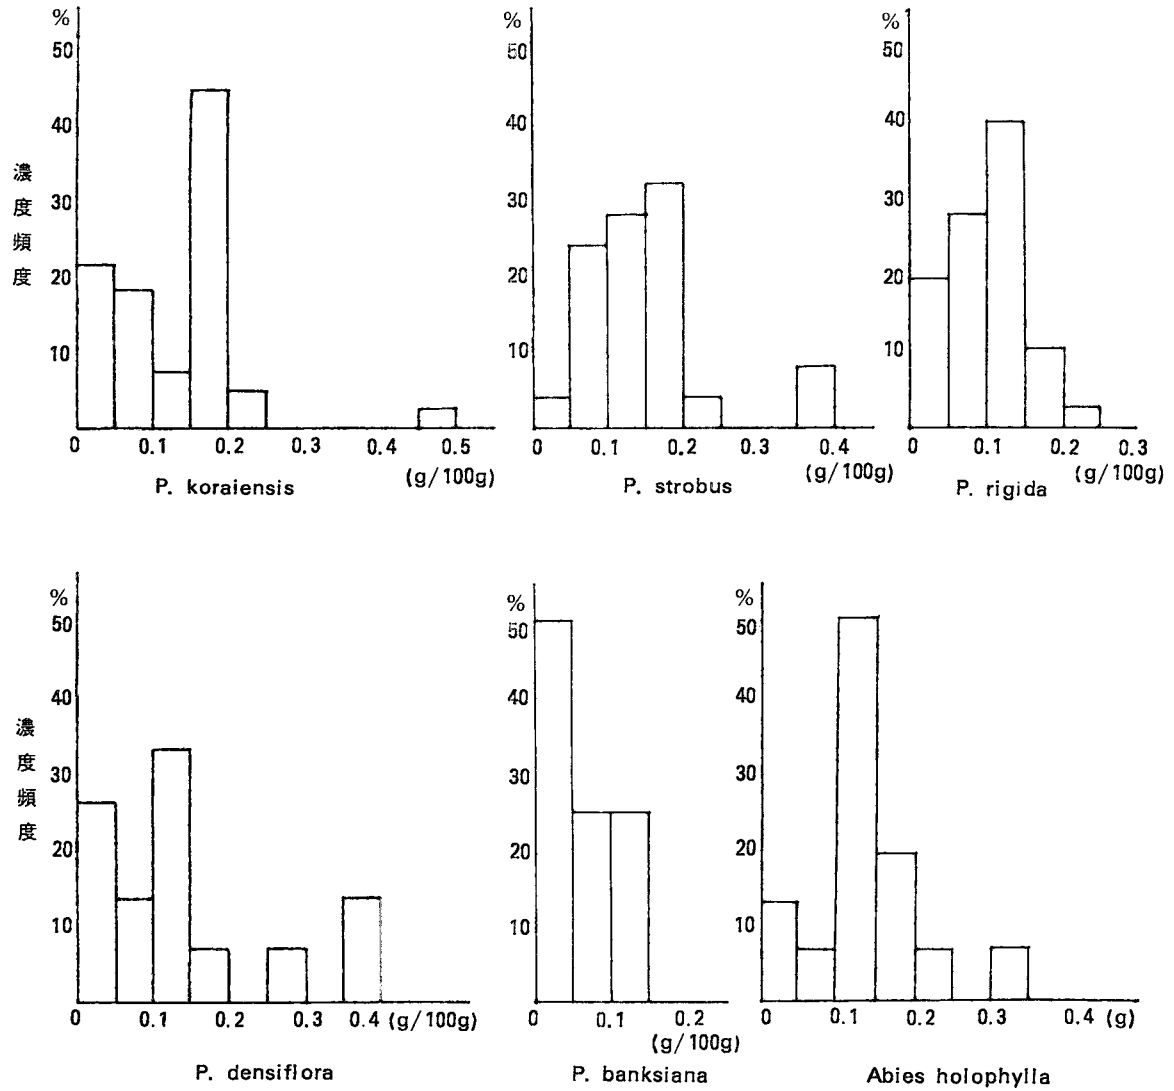 %
50
40
30
20
10
濃度頻度
0 0.1 0.2 0.3 0.4 0.5
(g/100g)
P. koraiensis
%
50
40
30
20
10
0 0.1 0.2 0.3 0.4
(g/100g)
P. strobus
%
50
40
30
20
10
0 0.1 0.2 0.3
(g/100g)
P. rigida
%
50
40
30
20
10
濃度頻度
0 0.1 0.2 0.3 0.4 (g/100g)
P. densiflora
%
50
40
30
20
10
0 0.1 0.2
(g/100g)
P. banksiana
%
50
40
30
20
10
0 0.1 0.2 0.3 0.4 (g)
Abies holophylla